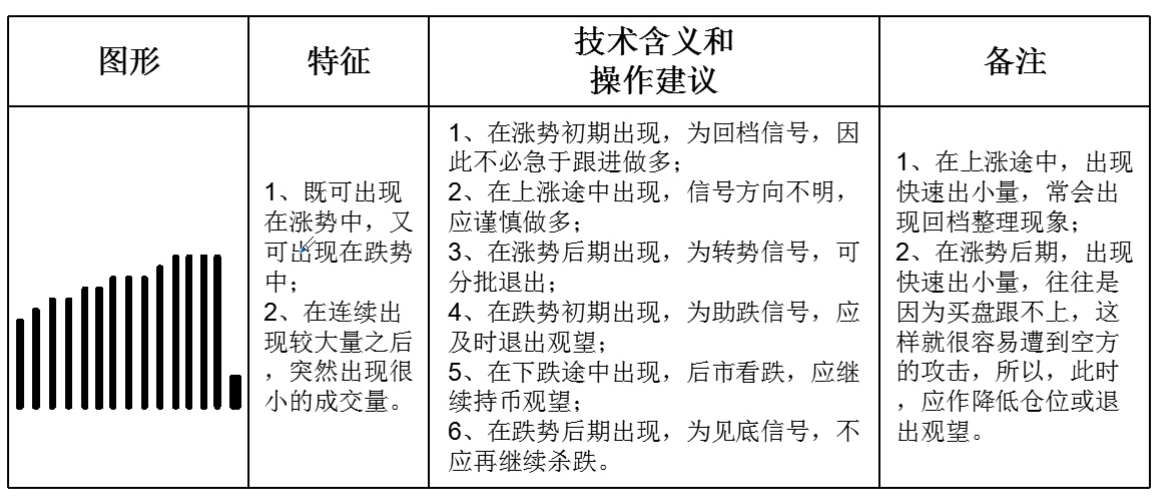 图形
特征
技术含义和
操作建议
备注
1、既可出现
在涨势中，又
可出现在跌势
中；
2、在连续出
现较大量之后
，突然出现很
小的成交量。
1、在涨势初期出现，为回档信号，因
此不必急于跟进做多；
2、在上涨途中出现，信号方向不明，
应谨慎做多；
3、在涨势后期出现，为转势信号，可
分批退出；
4、在跌势初期出现，为助跌信号，应
及时退出观望；
5、在下跌途中出现，后市看跌，应继
续持币观望；
6、在跌势后期出现，为见底信号，不
应再继续杀跌。
1、在上涨途中，出现
快速出小量，常会出
现回档整理现象；
2、在涨势后期，出现
快速出小量，往往是
因为买盘跟不上，这
样就很容易遭到空方
的攻击，所以，此时
，应作降低仓位或退
出观望。